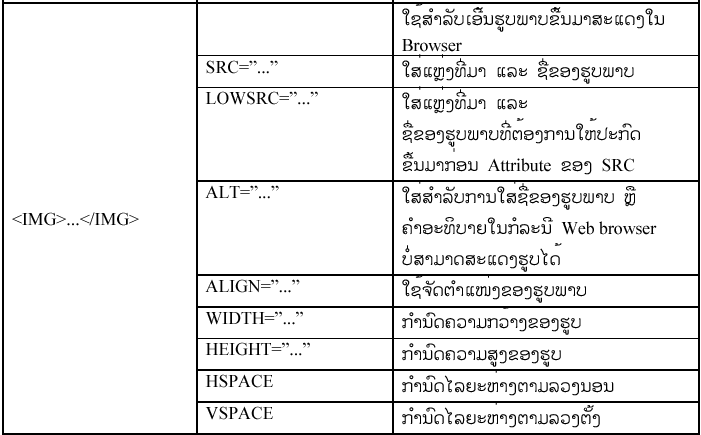 ໃຊ້ສຳລັບເອີ້ນຮູບພາບຂຶ້ນມາສະແດງໃນ
Browser
SRC="..." ໃສ່ແຫຼ່ງທີ່ມາ ແລະ ຊື່ຂອງຮູບພາບ
LOWSRC="..." ໃສ່ແຫຼ່ງທີ່ມາ ແລະ
ຊື່ຂອງຮູບພາບທີ່ຕ້ອງການໃຫ້ປະກົດ
ຂຶ້ນມາກ່ອນ Attribute ຂອງ SRC
<IMG>...</IMG>
ALT="..." ໃສ່ສຳລັບການໃສ່ຊື່ຂອງຮູບພາບ ຫຼື
ຄຳອະທິບາຍໃນກໍລະນີ Web browser
ບໍ່ສາມາດສະແດງຮູບໄດ້
ALIGN="..." ໃຊ້ຈັດຕຳແໜ່ງຂອງຮູບພາບ
WIDTH="..." ກຳນົດຄວາມກວ້າງຂອງຮູບ
HEIGHT="..." ກຳນົດຄວາມສູງຂອງຮູບ
HSPACE ກຳນົດໄລຍະຫ່າງຕາມລວງນອນ
VSPACE ກຳນົດໄລຍະຫ່າງຕາມລວງຕັ້ງ